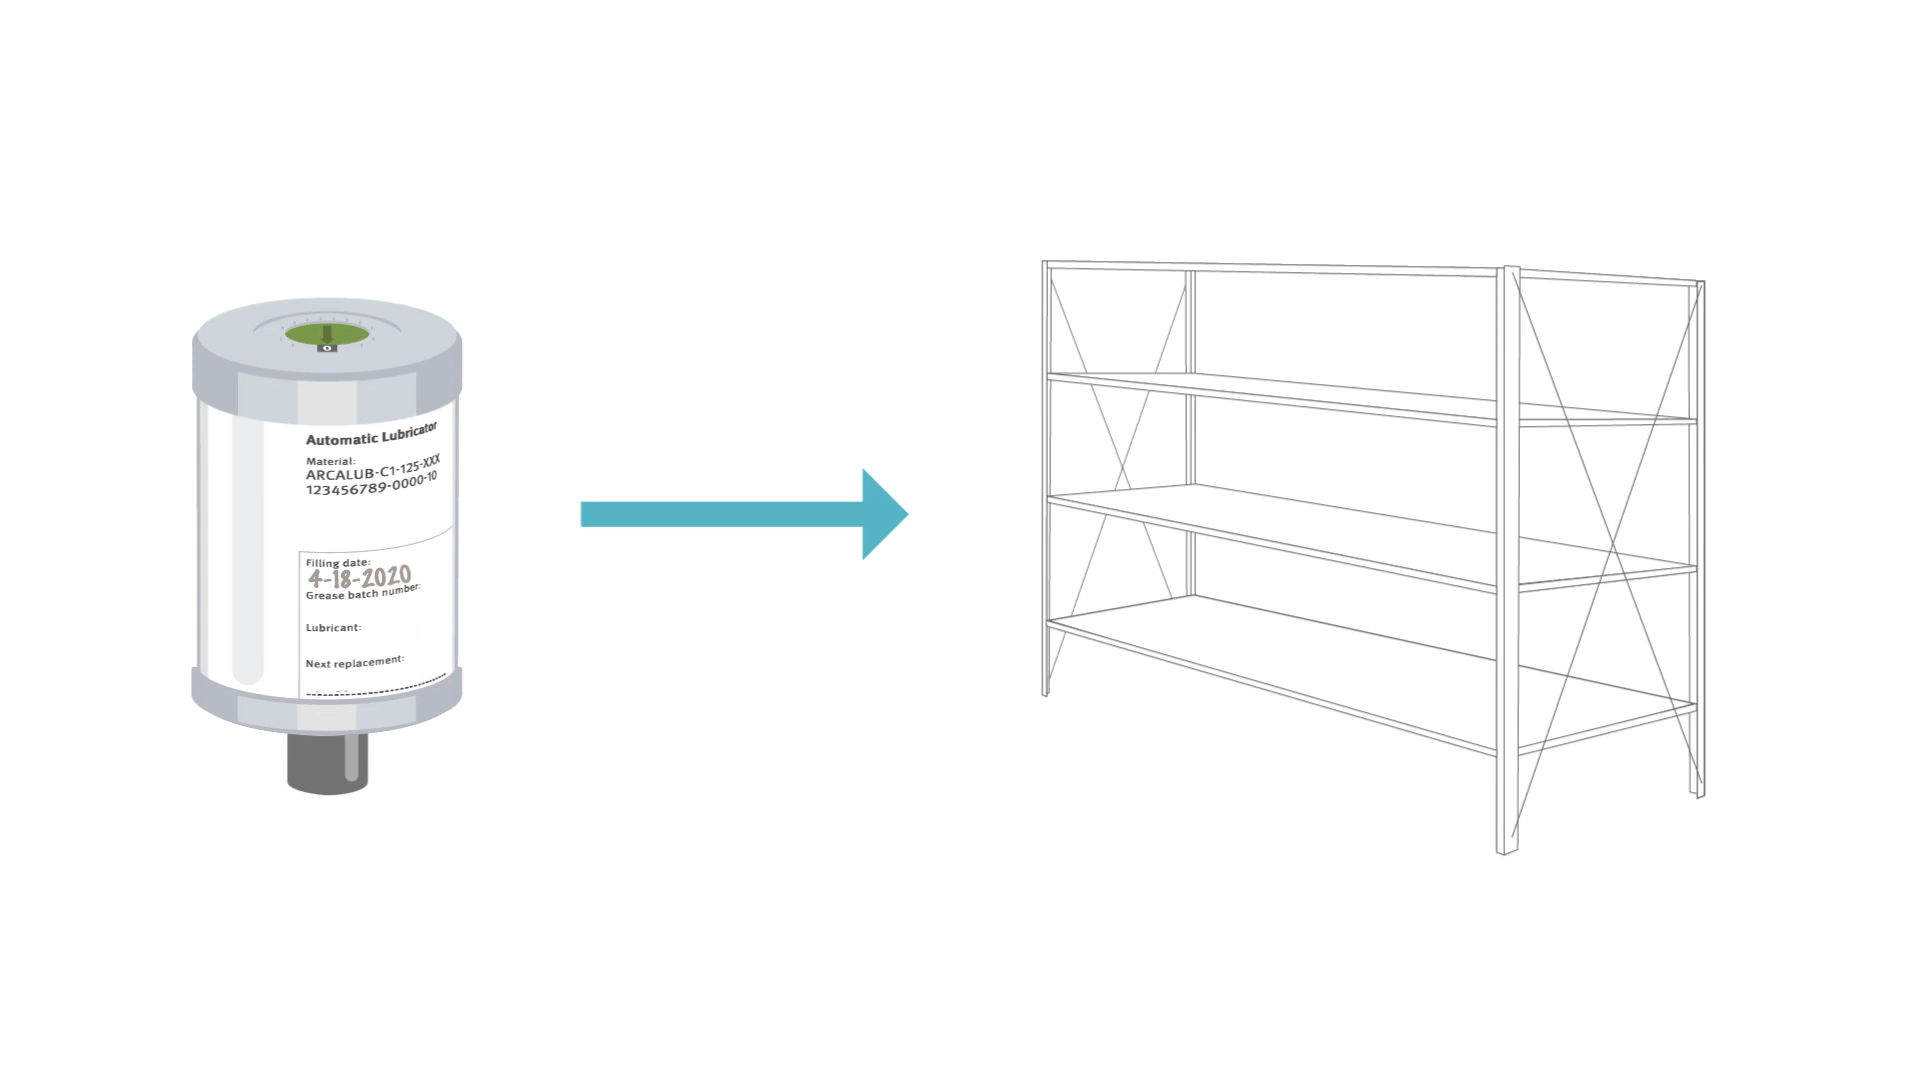 Automatic Lubricator
Material:
ARCALUB-C1-125-XXX
123456789-0000-10
Filling date:
4-18-2020
Grease batch number:
Lubricant:
Next replacement: